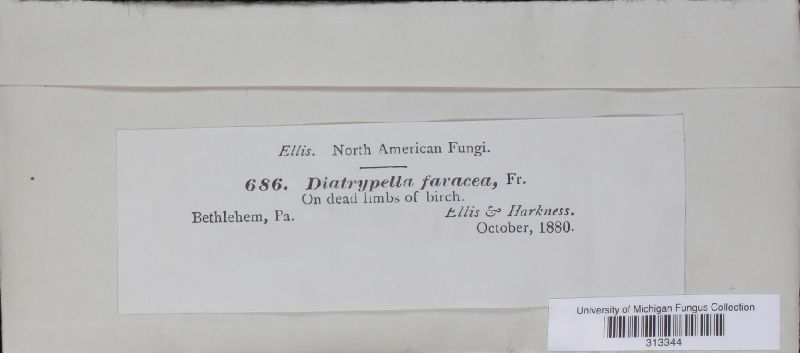 Ellis. North American Fungi.
686. Diatrypella favacea, Fr.
On dead limbs of birch.
Bethlehem, Pa. Ellis & Harkness.
October, 1880.
University of Michigan Fungus Collection
313344